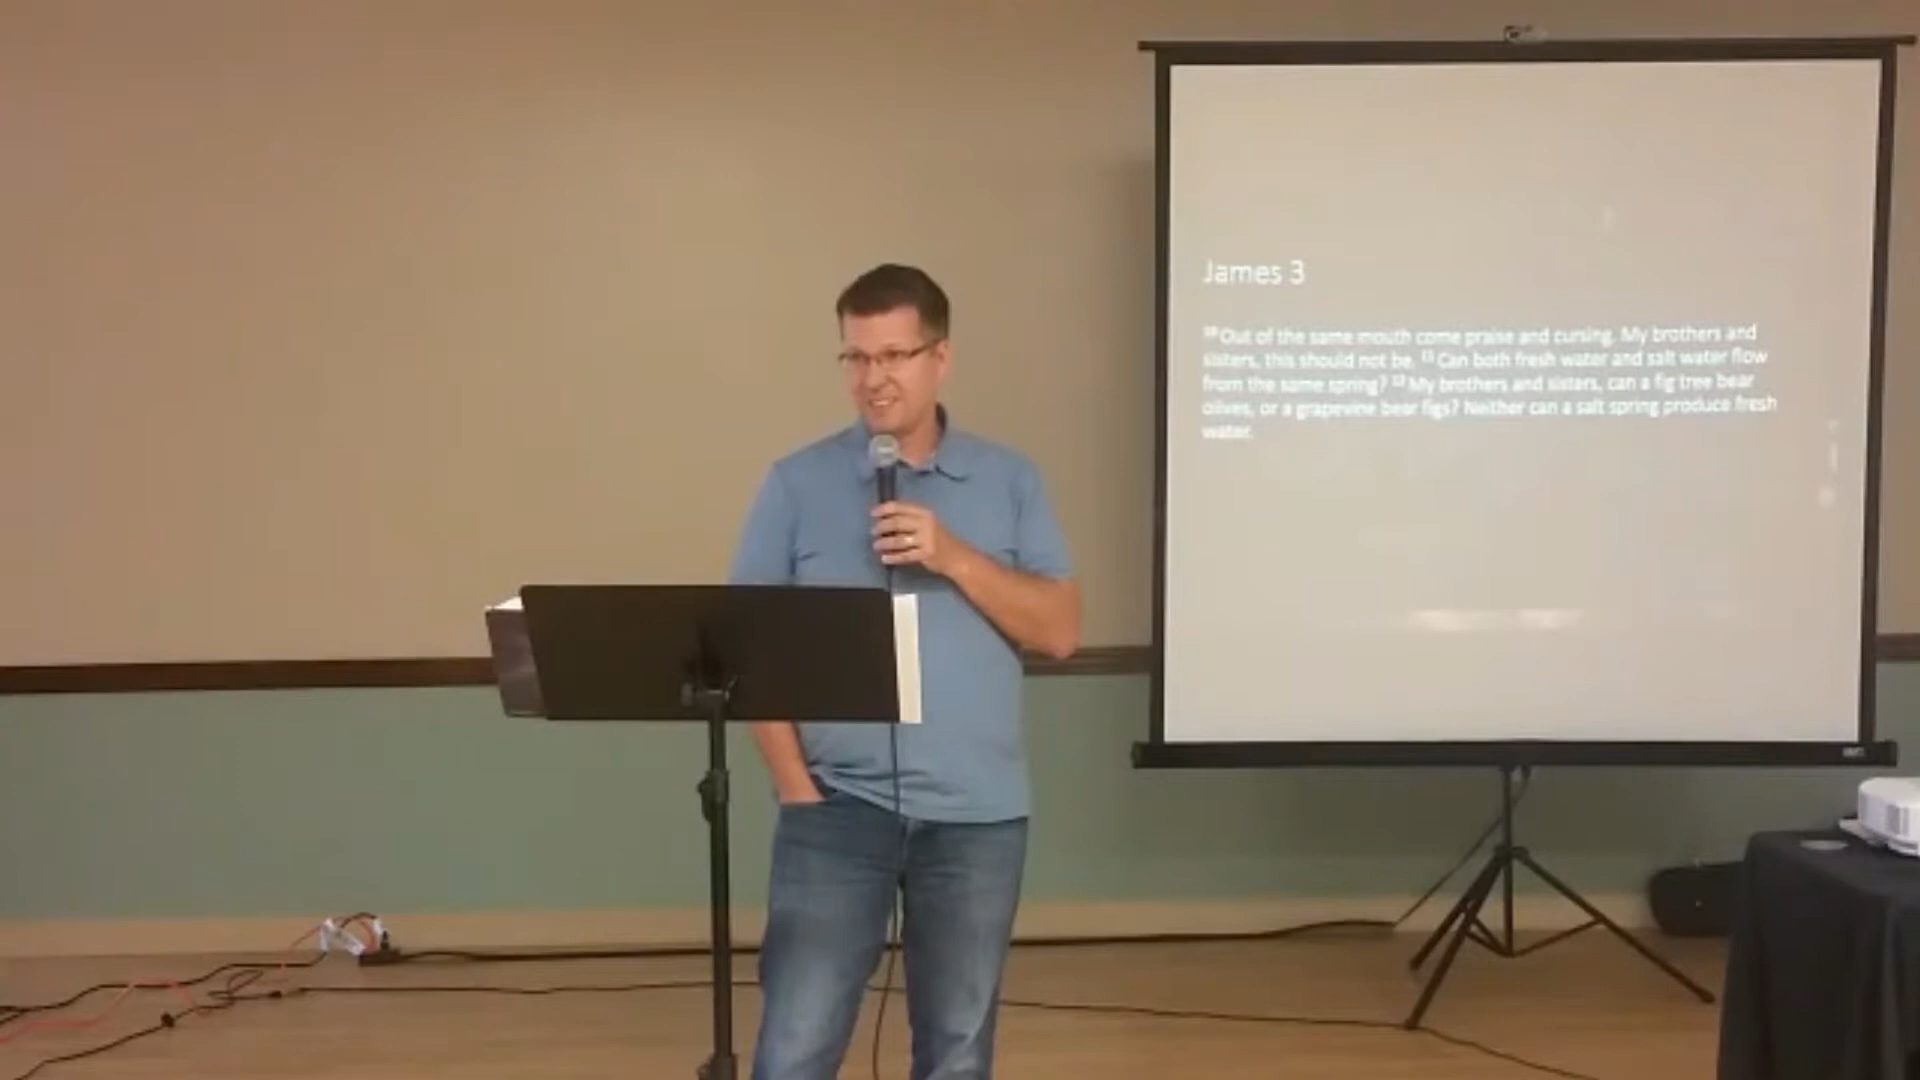 James 3
¹⁰ Out of the same mouth come praise and cursing. My brothers and
sisters, this should not be. ¹¹ Can both fresh water and salt water flow
from the same spring? ¹² My brothers and sisters, can a fig tree bear
olives, or a grapevine bear figs? Neither can a salt spring produce fresh
water.